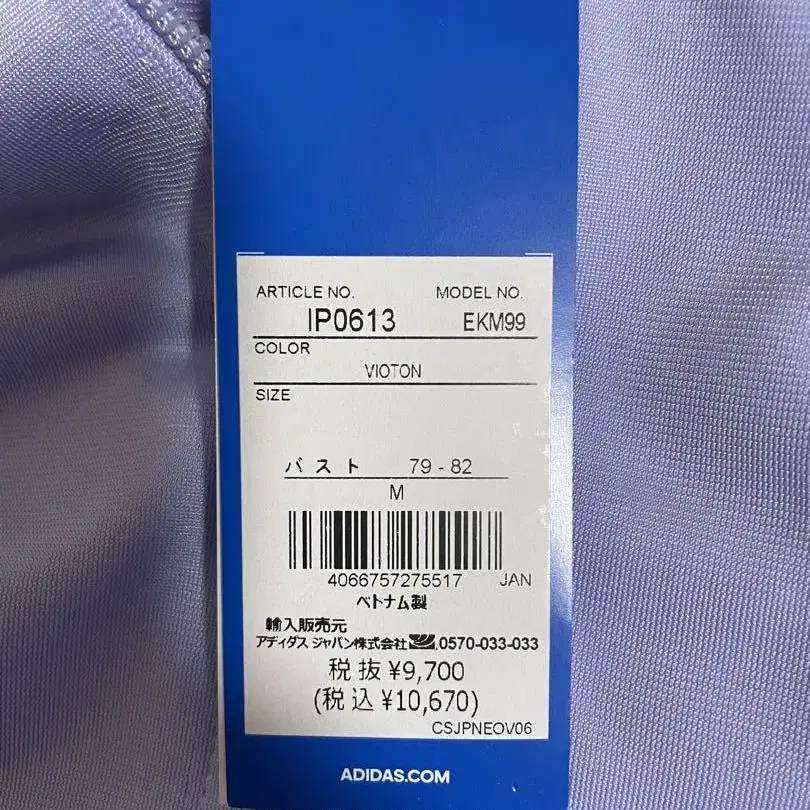 ARTICLE NO. MODEL NO.
IP0613 EKM99
COLOR
VIOTON
SIZE
バスト 79 - 82
M
4066757275517 JAN
ベトナム製
輸入販売元
アディダス ジャパン株式会社 0570-033-033
税抜 ¥9,700
(税込 ¥10,670)
CSJPNEOV06
ADIDAS.COM